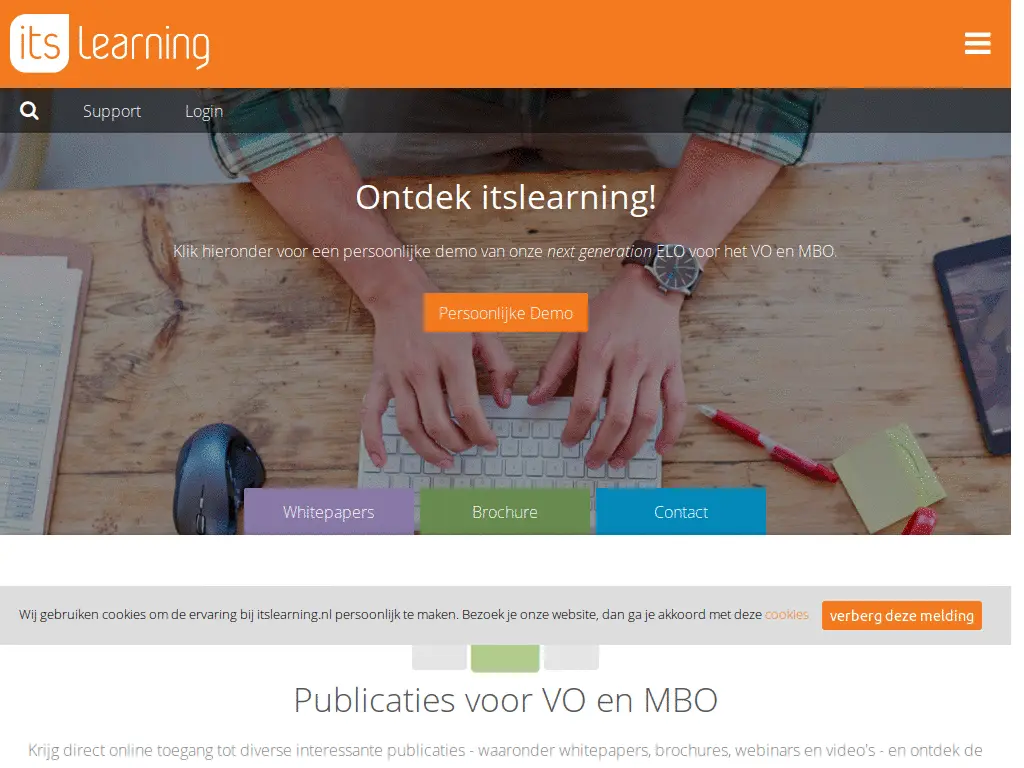 its learning
Support
Login
Ontdek itslearning!
Klik hieronder voor een persoonlijke demo van onze next generation ELO voor het VO en MBO.
Persoonlijke Demo
Whitepapers
Brochure
Contact
Wij gebruiken cookies om de ervaring bij itslearning.nl persoonlijk te maken. Bezoek je onze website, dan ga je akkoord met deze cookies
verberg deze melding
Publicaties voor VO en MBO
Krijg direct online toegang tot diverse interessante publicaties - waaronder whitepapers, brochures, webinars en video's - en ontdek de